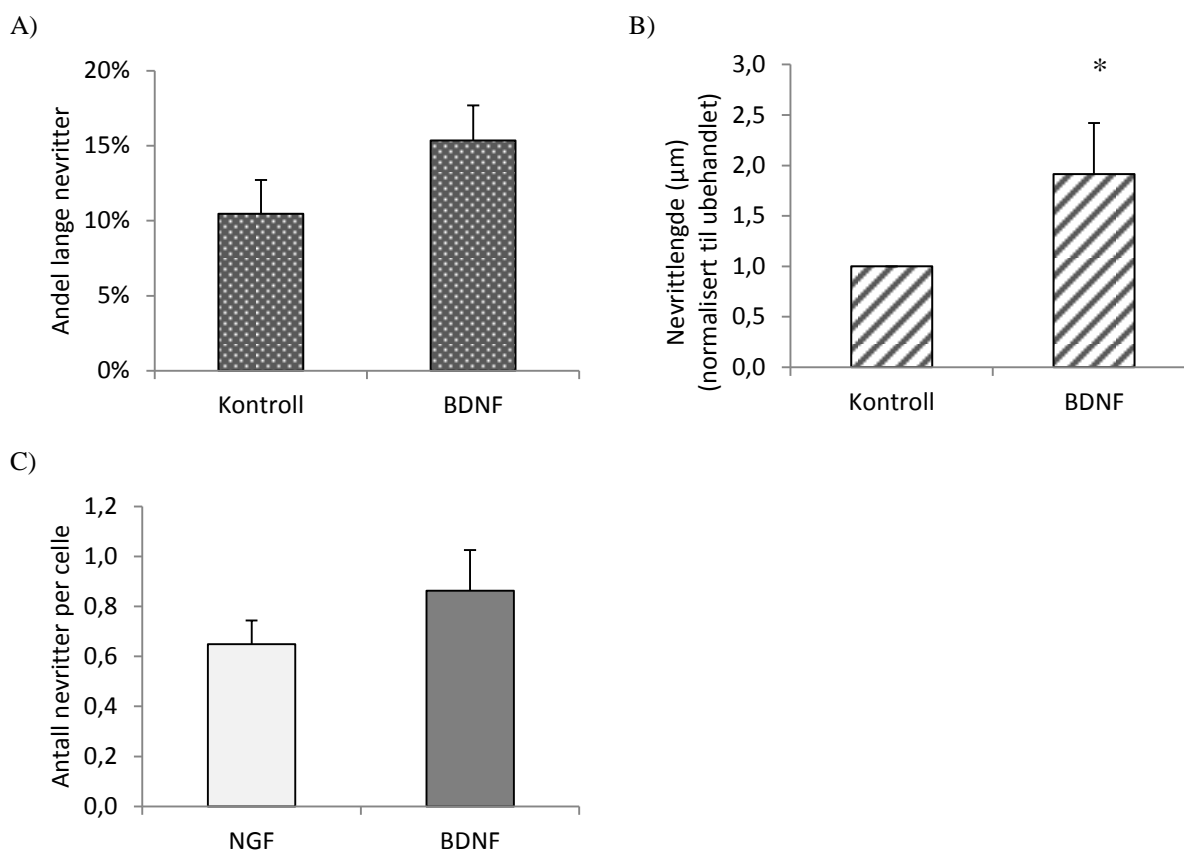 A)
Andel lange nevritter
20%
15%
10%
5%
0%
Kontroll BDNF
B)
Nevrittlengde (µm)
(normalisert til ubehandlet)
3,0
2,5
2,0
1,5
1,0
0,5
0,0
*
Kontroll BDNF
C)
Antall nevritter per celle
1,2
1,0
0,8
0,6
0,4
0,2
0,0
NGF BDNF